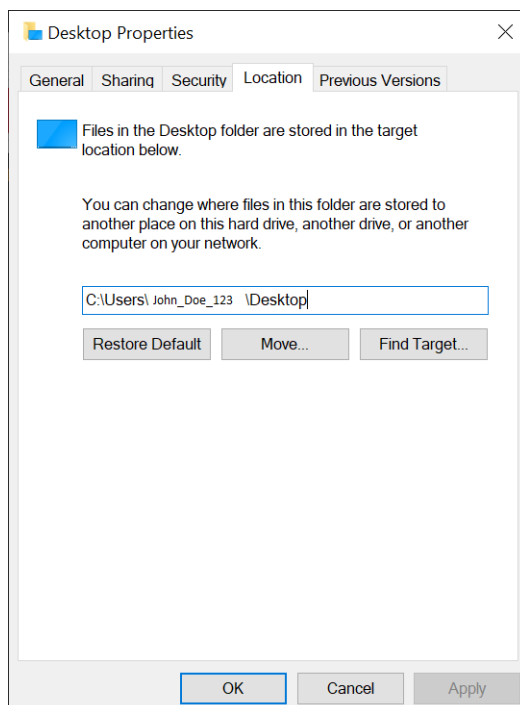 Desktop Properties
General Sharing Security Location Previous Versions
Files in the Desktop folder are stored in the target
location below.
You can change where files in this folder are stored to
another place on this hard drive, another drive, or another
computer on your network.
C:\Users\ John_Doe_123 \Desktop
Restore Default Move... Find Target...
OK Cancel Apply